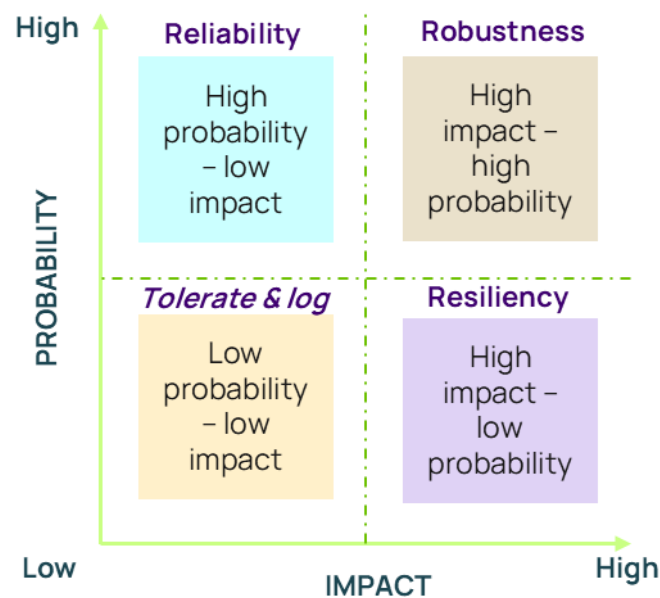 High
Reliability
Robustness
High
probability
– low
impact
High
impact –
high
probability
PROBABILITY
Tolerate & log
Resiliency
Low
probability
– low
impact
High
impact –
low
probability
Low
IMPACT
High